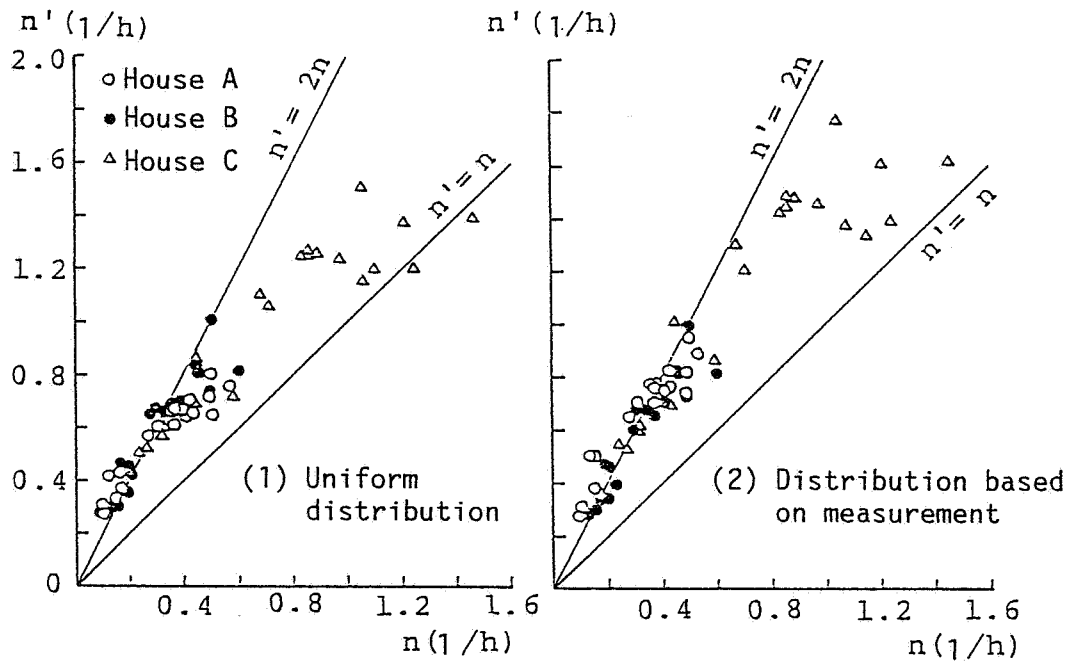 n'(1/h)
2.0
1.6
1.2
0.8
0.4
0
○ House A
● House B
△ House C
n'= 2n
n'= n
(1) Uniform
distribution
0.4 0.8 1.2 1.6
n(1/h)
n'(1/h)
n'= 2n
n'= n
(2) Distribution based
on measurement
0.4 0.8 1.2 1.6
n(1/h)